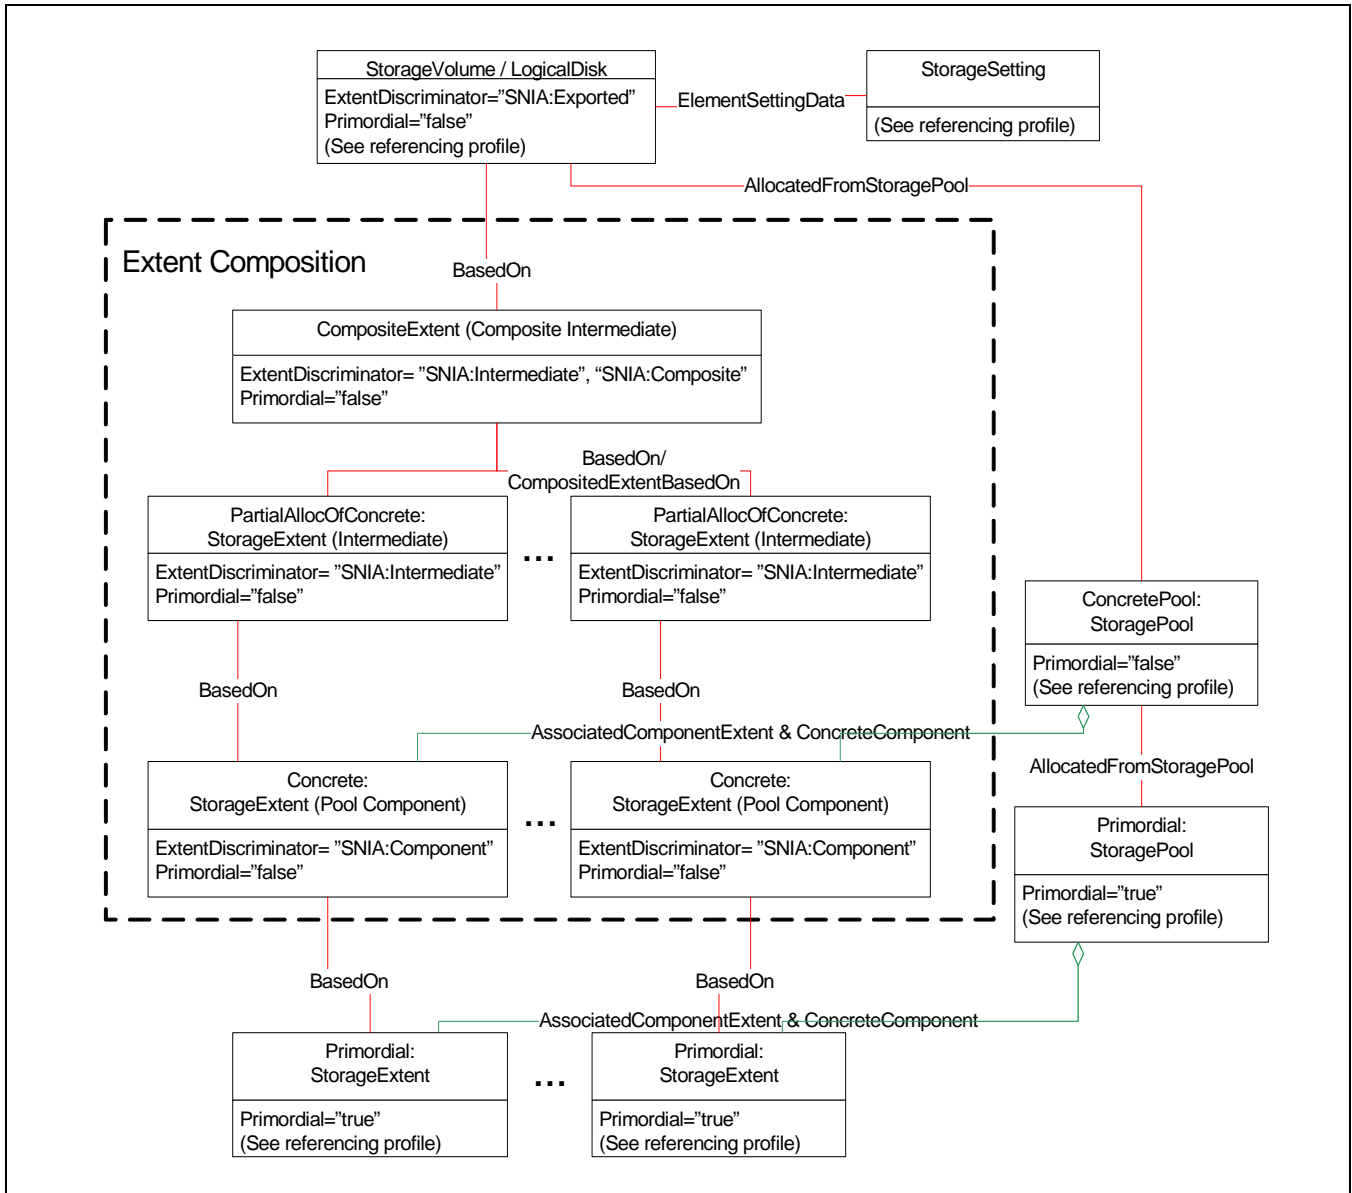 StorageVolume / LogicalDisk
ExtentDiscriminator=”SNIA:Exported”
Primordial=”false”
(See referencing profile)
ElementSettingData
StorageSetting
(See referencing profile)
AllocatedFromStoragePool
Extent Composition
BasedOn
CompositeExtent (Composite Intermediate)
ExtentDiscriminator= ”SNIA:Intermediate”, “SNIA:Composite”
Primordial=”false”
BasedOn/
CompositedExtentBasedOn
PartialAllocOfConcrete:
StorageExtent (Intermediate)
ExtentDiscriminator= ”SNIA:Intermediate”
Primordial=”false”
...
PartialAllocOfConcrete:
StorageExtent (Intermediate)
ExtentDiscriminator= ”SNIA:Intermediate”
Primordial=”false”
ConcretePool:
StoragePool
Primordial=”false”
(See referencing profile)
BasedOn
BasedOn
AssociatedComponentExtent & ConcreteComponent
AllocatedFromStoragePool
Concrete:
StorageExtent (Pool Component)
ExtentDiscriminator= ”SNIA:Component”
Primordial=”false”
...
Concrete:
StorageExtent (Pool Component)
ExtentDiscriminator= ”SNIA:Component”
Primordial=”false”
Primordial:
StoragePool
Primordial=”true”
(See referencing profile)
BasedOn
BasedOn
AssociatedComponentExtent & ConcreteComponent
Primordial:
StorageExtent
Primordial=”true”
(See referencing profile)
...
Primordial:
StorageExtent
Primordial=”true”
(See referencing profile)